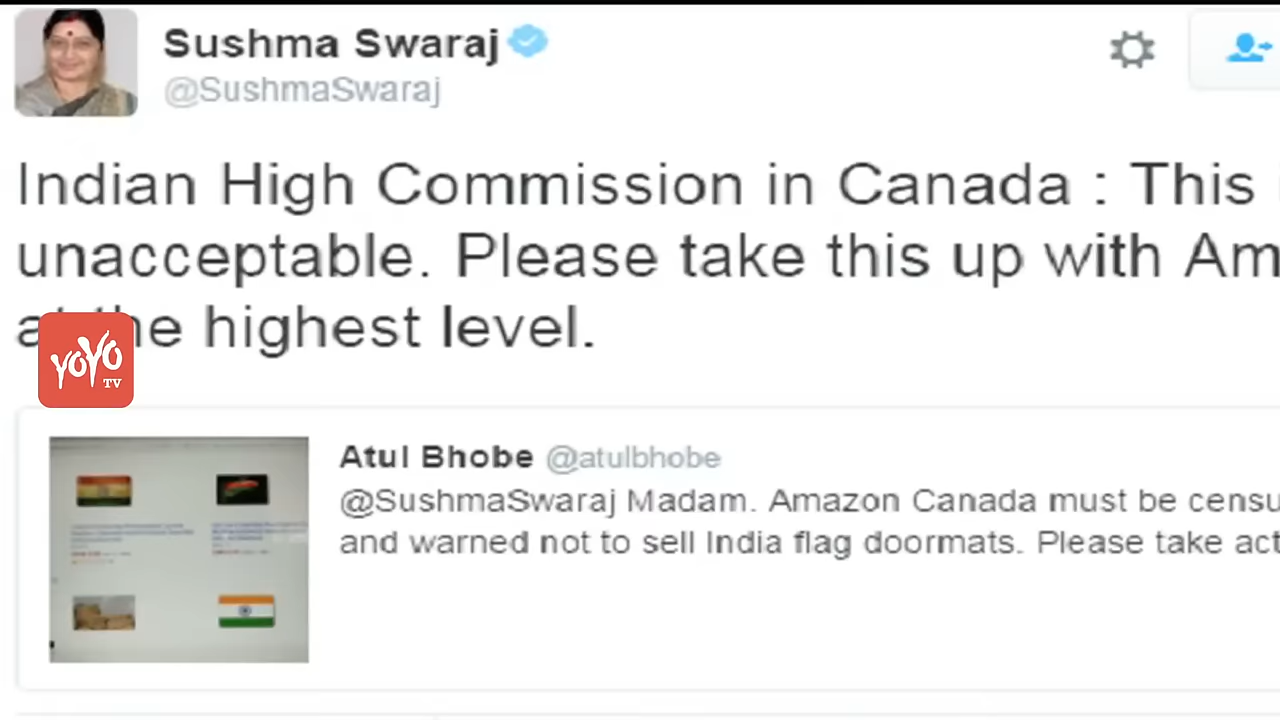 Sushma Swaraj
@SushmaSwaraj
Indian High Commission in Canada : This
unacceptable. Please take this up with Am
at the highest level.
YOYO
TV
Atul Bhobe @atulbhobe
@SushmaSwaraj Madam. Amazon Canada must be censu
and warned not to sell India flag doormats. Please take act